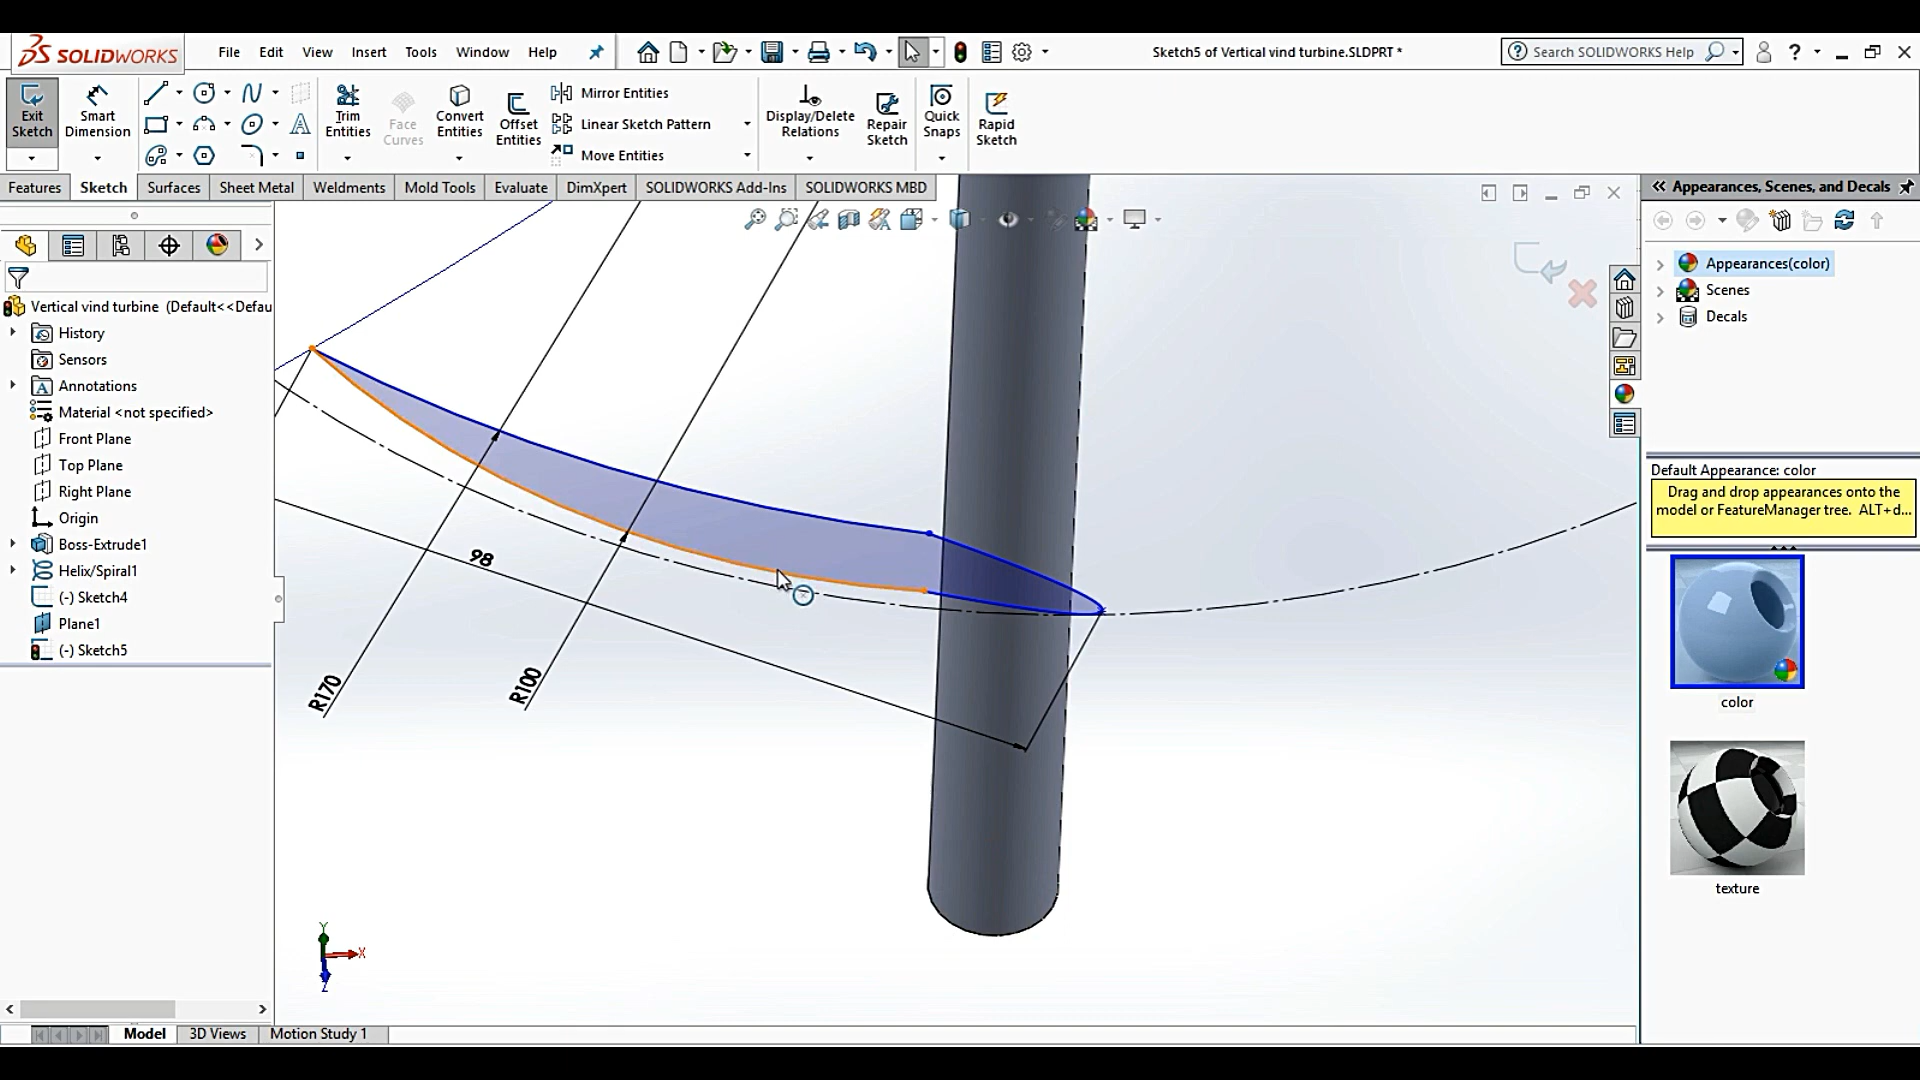 SOLIDWORKS
File Edit View Insert Tools Window Help
Sketch5 of Vertical vind turbine.SLDPRT *
Search SOLIDWORKS Help
Exit Sketch
Smart Dimension
Trim Entities
Face Curves
Convert Entities
Offset Entities
Mirror Entities
Linear Sketch Pattern
Move Entities
Display/Delete Relations
Repair Sketch
Quick Snaps
Rapid Sketch
Features Sketch Surfaces Sheet Metal Weldments Mold Tools Evaluate DimXpert SOLIDWORKS Add-Ins SOLIDWORKS MBD
Vertical vind turbine (Default<<Defau
History
Sensors
Annotations
Material <not specified>
Front Plane
Top Plane
Right Plane
Origin
Boss-Extrude1
Helix/Spiral1
(-) Sketch4
Plane1
(-) Sketch5
98
R170
R100
Y
X
Z
Appearances, Scenes, and Decals
Appearances(color)
Scenes
Decals
Default Appearance: color
Drag and drop appearances onto the
model or FeatureManager tree. ALT+d...
color
texture
Model 3D Views Motion Study 1